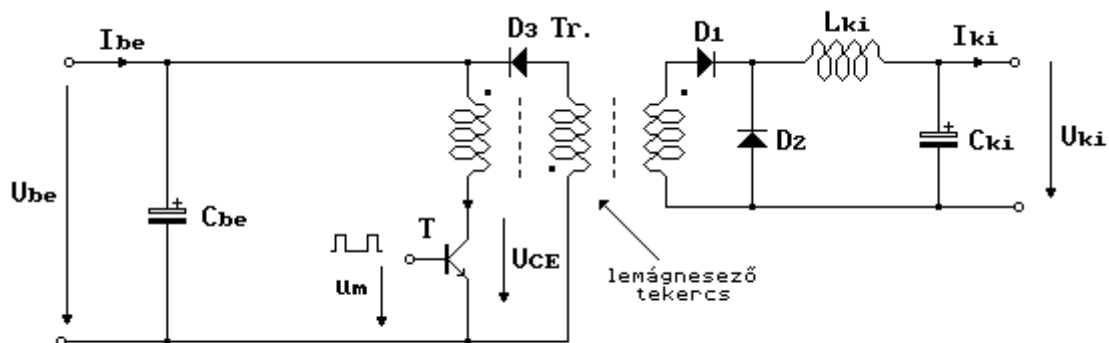 Ibe
D3 Tr.
D1
Lki
Iki
Ube
Cbe
+
T
Um
UCE
D2
+
Cki
Uki
lemágnesező
tekercs